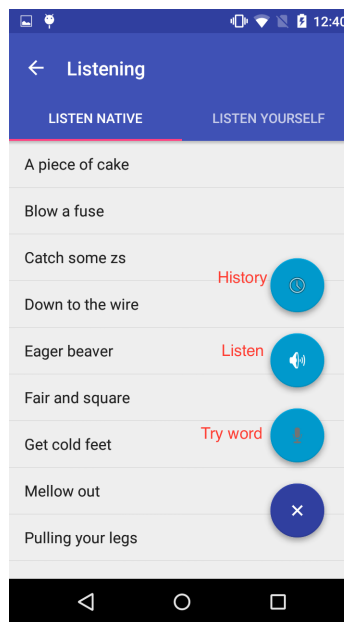 12:40
Listening
LISTEN NATIVE LISTEN YOURSELF
A piece of cake
Blow a fuse
Catch some zs
History
Down to the wire
Eager beaver
Listen
Fair and square
Try word
Get cold feet
Mellow out
Pulling your legs